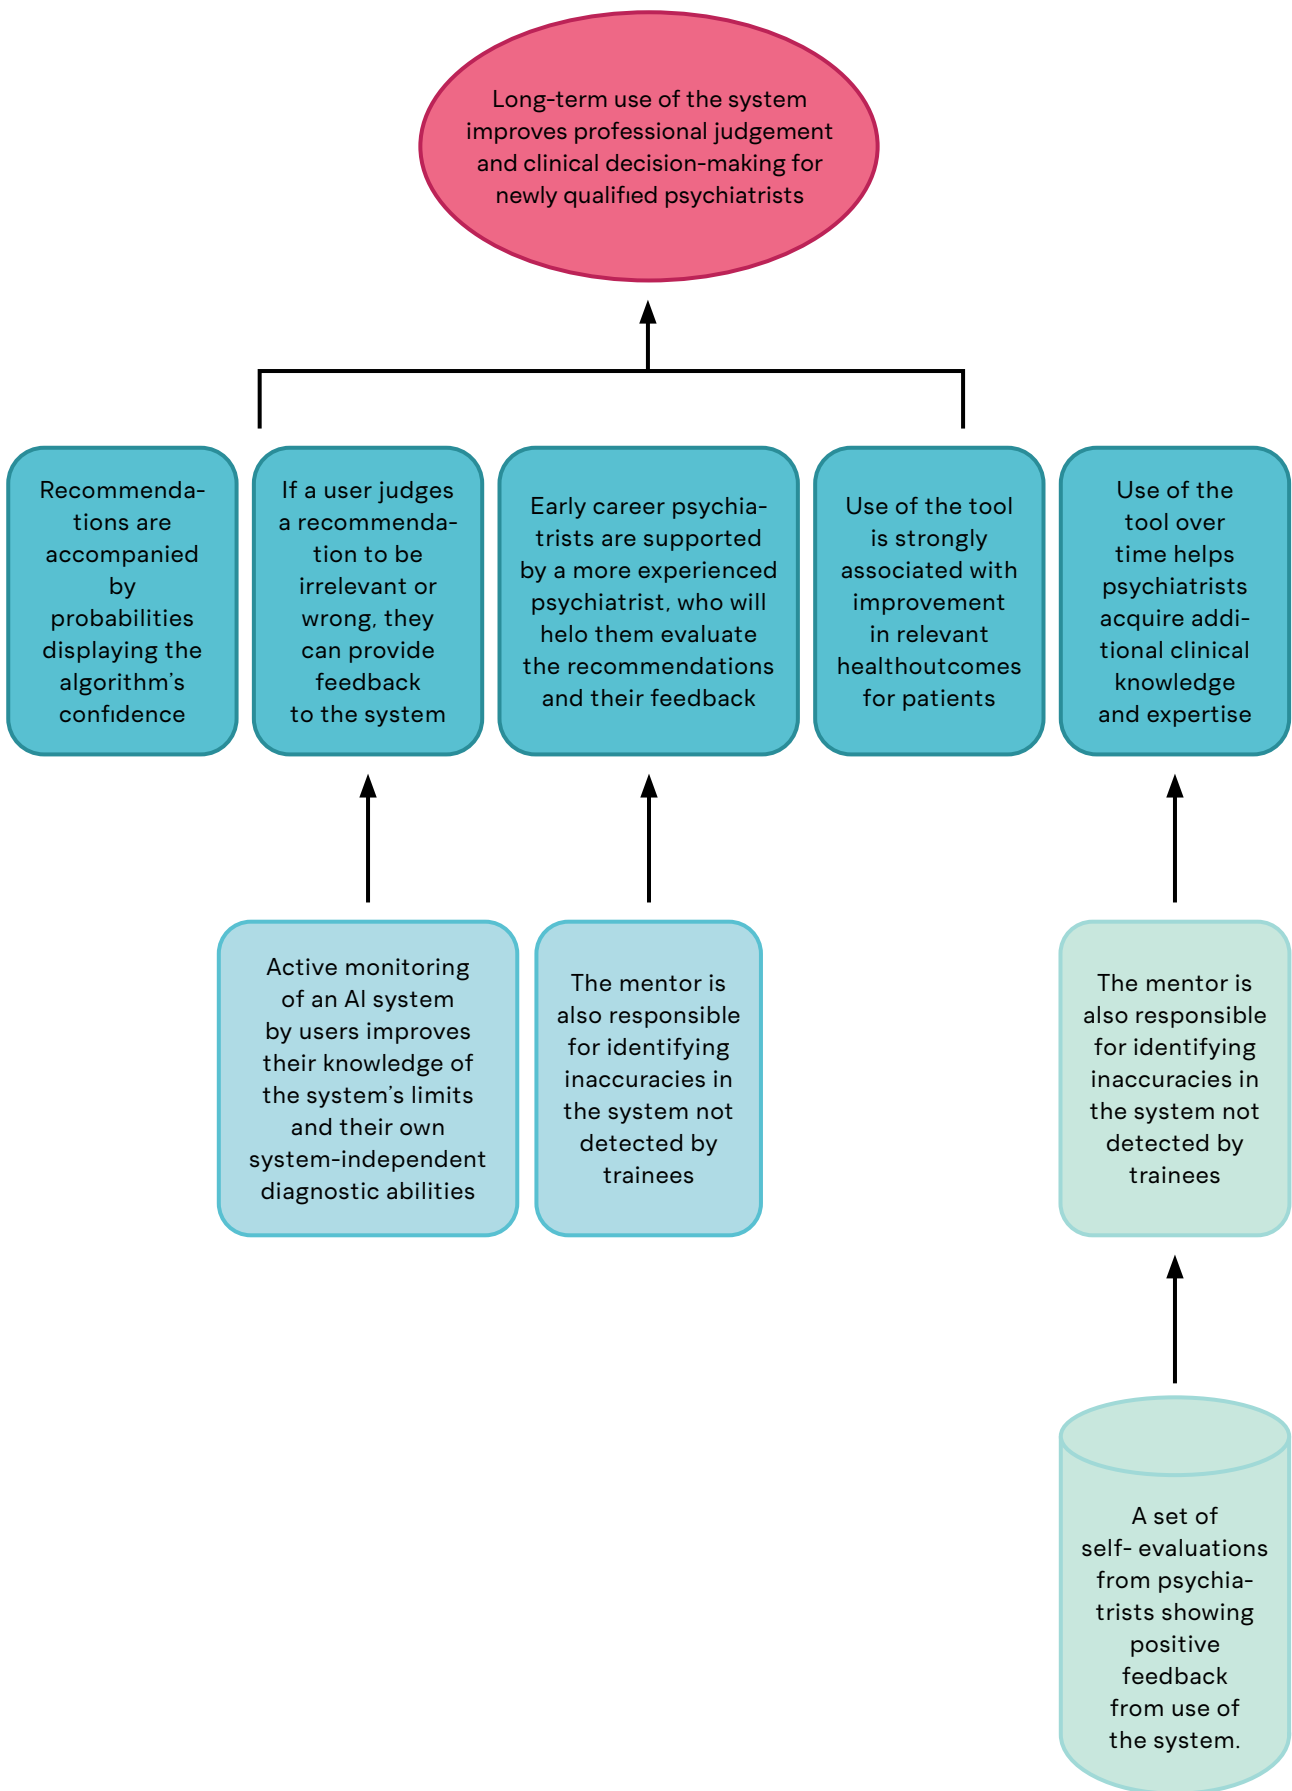 Long-term use of the system
improves professional judgement
and clinical decision-making for
newly qualified psychiatrists
Recommenda-
tions are
accompanied
by
probabilities
displaying the
algorithm's
confidence
If a user judges
a recommenda-
tion to be
irrelevant or
wrong, they
can provide
feedback
to the system
Early career psychia-
trists are supported
by a more experienced
psychiatrist, who will
helo them evaluate
the recommendations
and their feedback
Use of the tool
is strongly
associated with
improvement
in relevant
healthoutcomes
for patients
Use of the
tool over
time helps
psychiatrists
acquire addi-
tional clinical
knowledge
and expertise
Active monitoring
of an AI system
by users improves
their knowledge of
the system's limits
and their own
system-independent
diagnostic abilities
The mentor is
also responsible
for identifying
inaccuracies in
the system not
detected by
trainees
The mentor is
also responsible
for identifying
inaccuracies in
the system not
detected by
trainees
A set of
self- evaluations
from psychia-
trists showing
positive
feedback
from use of
the system.